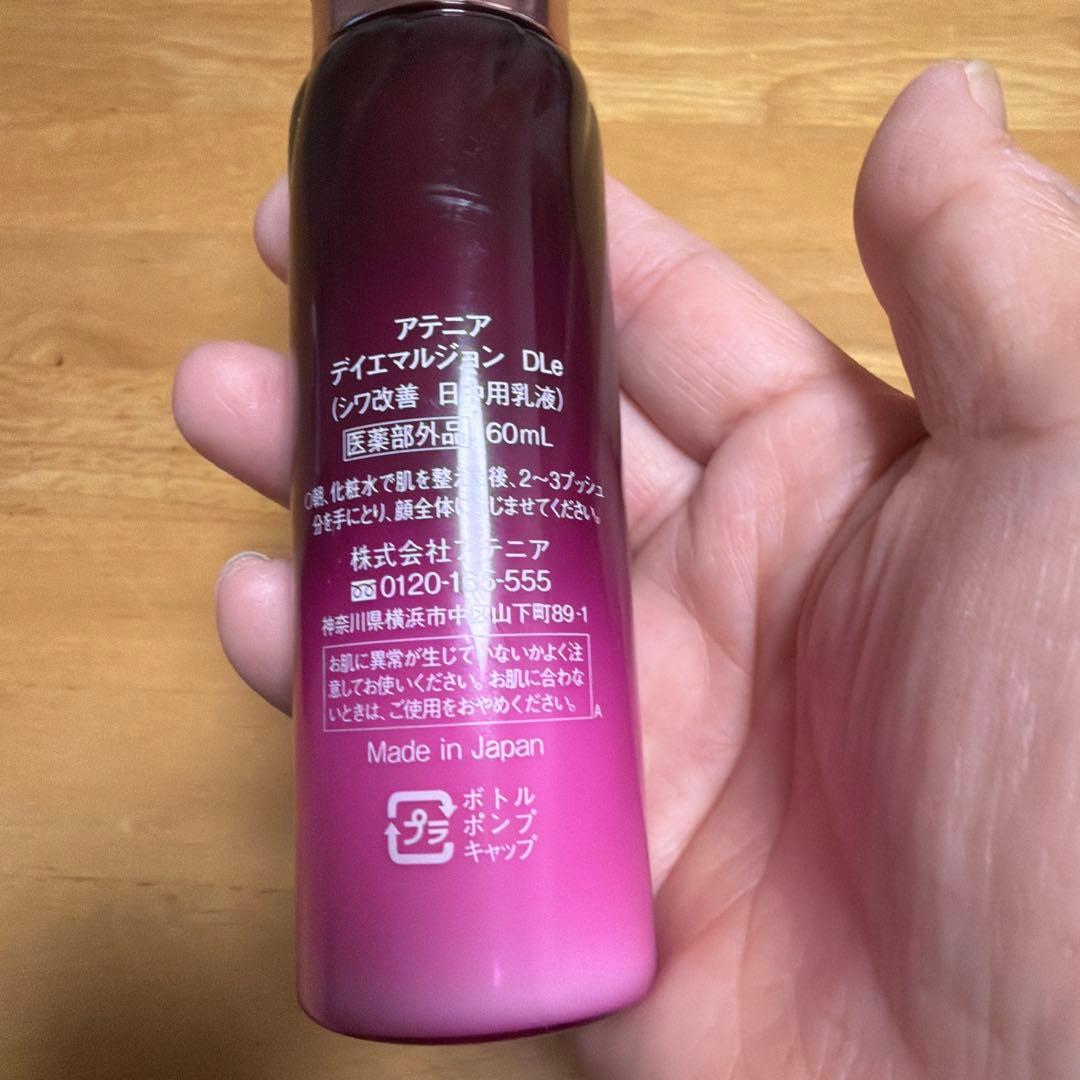 アテニア
デイエマルジョン DLe
(シワ改善 日中用乳液)
医薬部外品 60mL
○朝、化粧水で肌を整えた後、2〜3プッシュ
分を手にとり、顔全体になじませてください。
株式会社アテニア
0120-165-555
神奈川県横浜市中区山下町89-1
お肌に異常が生じていないかよく注
意してお使いください。お肌に合わな
いときは、ご使用をおやめください。
A
Made in Japan
プラ
ボトル
ポンプ
キャップ